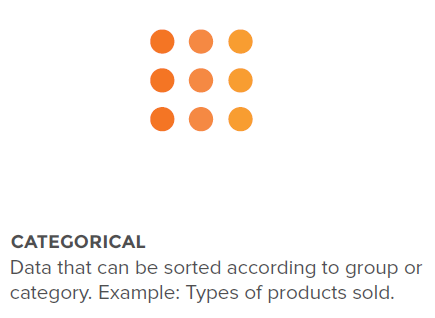 CATEGORICAL
Data that can be sorted according to group or
category. Example: Types of products sold.